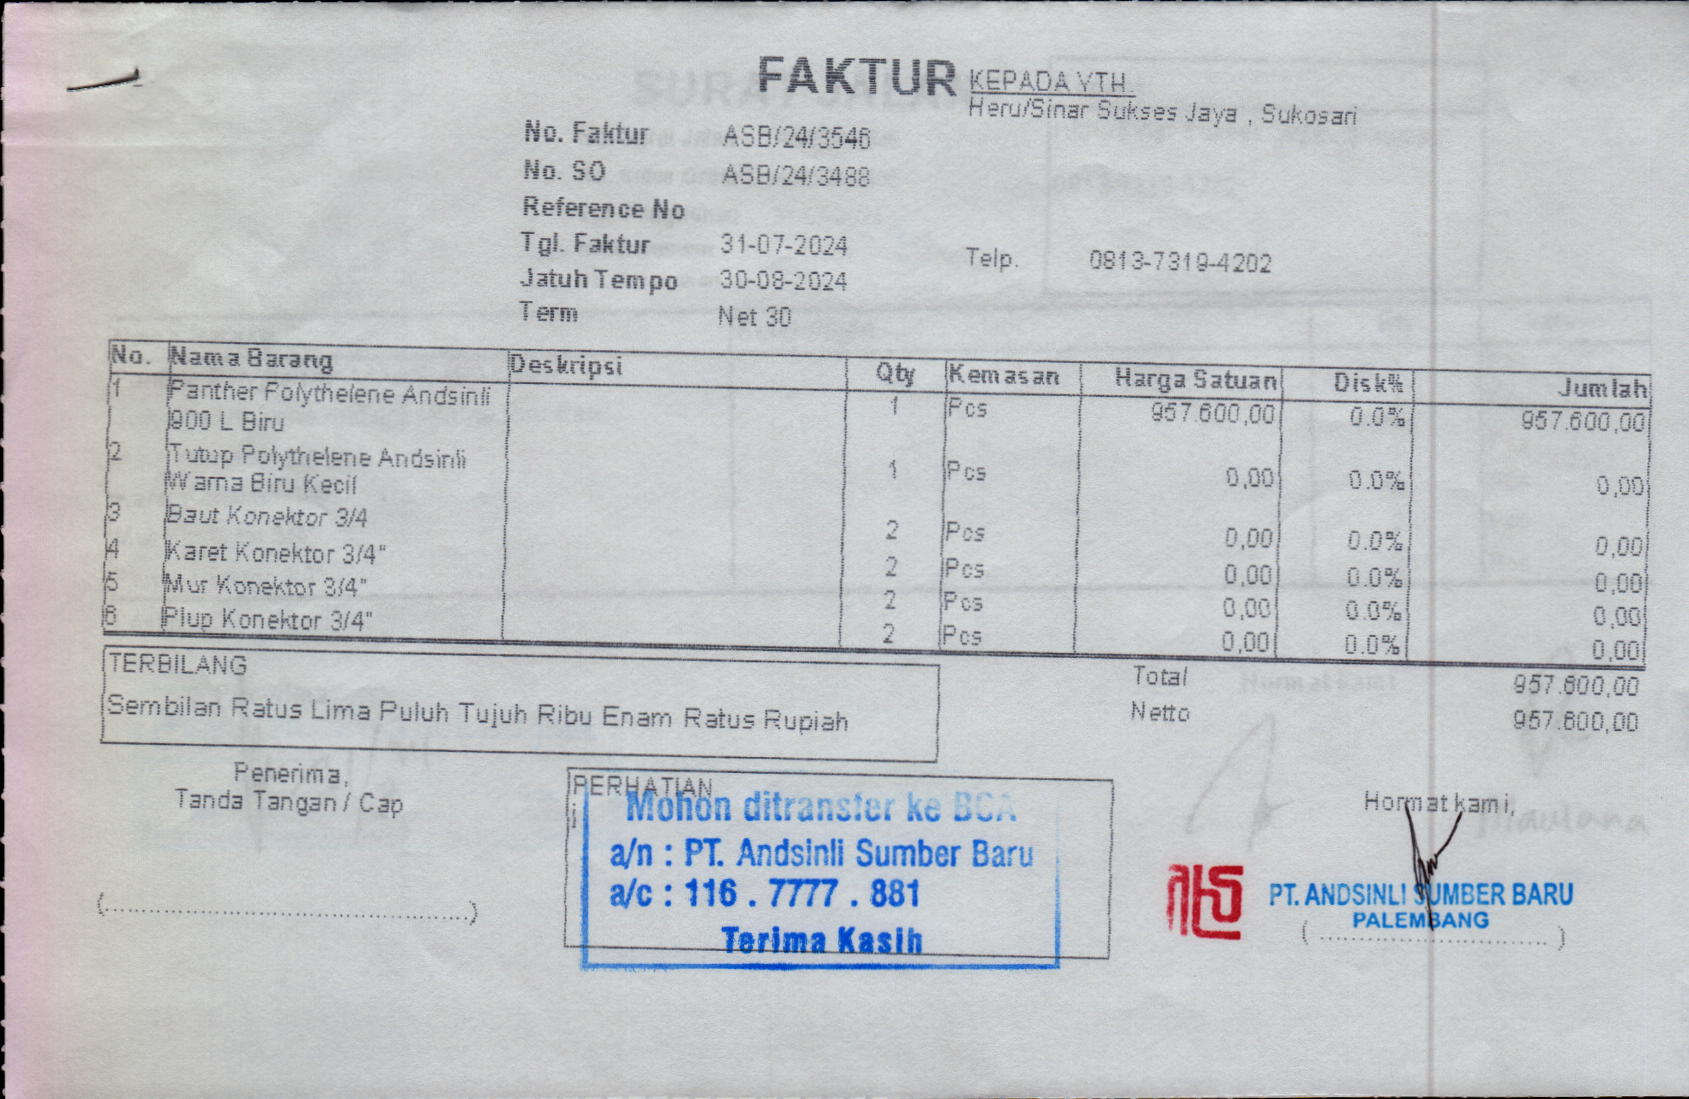 FAKTUR
KEPADA YTH.
Heru/Sinar Sukses Jaya , Sukosari
No. Faktur ASB/24/3546
No. SO ASB/24/3488
Reference No
Tgl. Faktur 31-07-2024
Telp. 0813-7319-4202
Jatuh Tempo 30-08-2024
Term Net 30
No. Nama Barang Deskripsi Qty Kemasan Harga Satuan Disk% Jumlah
1 Panther Polythelene Andsinli 1 Pcs 957.600,00 0.0% 957.600,00
900 L Biru
2 Tutup Polythelene Andsinli 1 Pcs 0,00 0.0% 0,00
Warna Biru Kecil
3 Baut Konektor 3/4 2 Pcs 0,00 0.0% 0,00
4 Karet Konektor 3/4" 2 Pcs 0,00 0.0% 0,00
5 Mur Konektor 3/4" 2 Pcs 0,00 0.0% 0,00
6 Plup Konektor 3/4" 2 Pcs 0,00 0.0% 0,00
TERBILANG
Sembilan Ratus Lima Puluh Tujuh Ribu Enam Ratus Rupiah
Total 957.600,00
Netto 957.600,00
Penerima,
Tanda Tangan / Cap
PERHATIAN
Mohon ditransfer ke BCA
a/n : PT. Andsinli Sumber Baru
a/c : 116 . 7777 . 881
Terima Kasih
Hormat kami,
PT. ANDSINLI SUMBER BARU
PALEMBANG